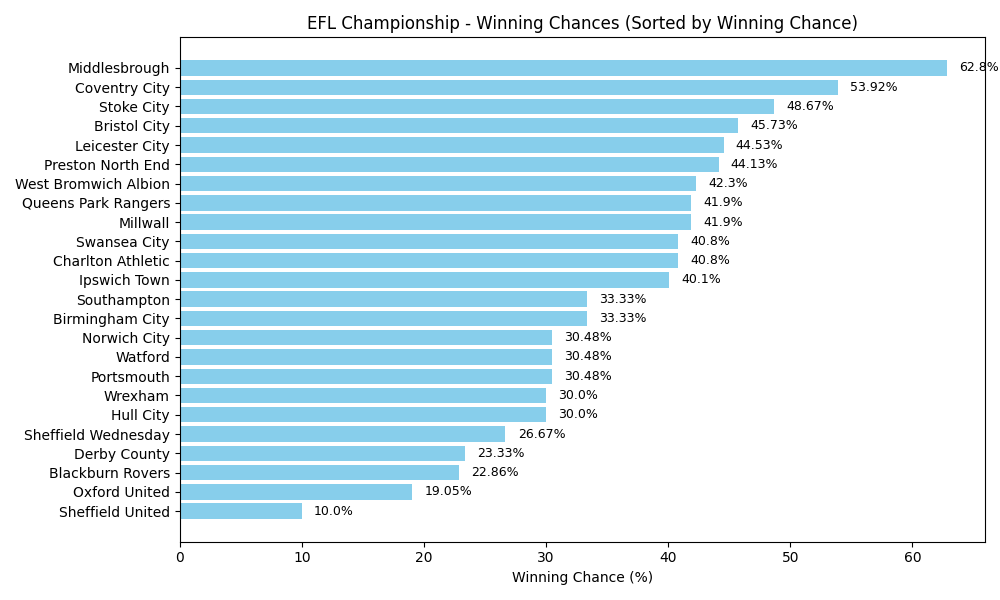 EFL Championship - Winning Chances (Sorted by Winning Chance)
Middlesbrough 62.8%
Coventry City 53.92%
Stoke City 48.67%
Bristol City 45.73%
Leicester City 44.53%
Preston North End 44.13%
West Bromwich Albion 42.3%
Queens Park Rangers 41.9%
Millwall 41.9%
Swansea City 40.8%
Charlton Athletic 40.8%
Ipswich Town 40.1%
Southampton 33.33%
Birmingham City 33.33%
Norwich City 30.48%
Watford 30.48%
Portsmouth 30.48%
Wrexham 30.0%
Hull City 30.0%
Sheffield Wednesday 26.67%
Derby County 23.33%
Blackburn Rovers 22.86%
Oxford United 19.05%
Sheffield United 10.0%
0 10 20 30 40 50 60
Winning Chance (%)